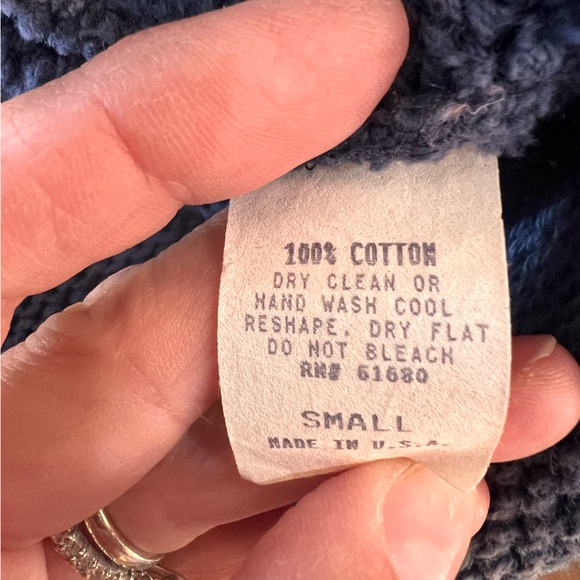 100% COTTON
DRY CLEAN OR
HAND WASH COOL
RESHAPE. DRY FLAT
DO NOT BLEACH
RN# 61680
SMALL
MADE IN U.S.A.